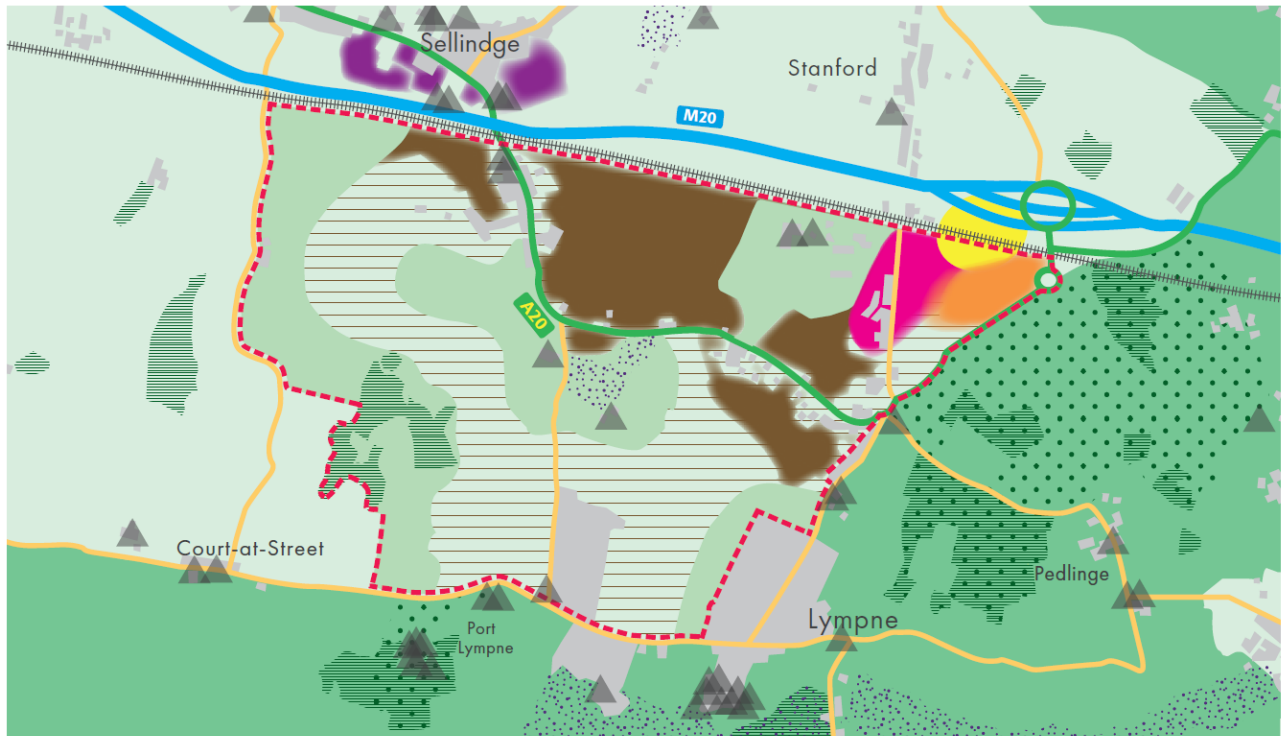 Sellindge
Stanford
M20
A20
Court-at-Street
Pedlinge
Port
Lympne
Lympne